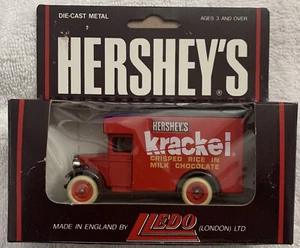 DIE-CAST METAL AGES 3 AND OVER
HERSHEY'S®
HERSHEY'S
krackel
CRISPED RICE IN
MILK CHOCOLATE
MADE IN ENGLAND BY LLEDO (LONDON) LTD